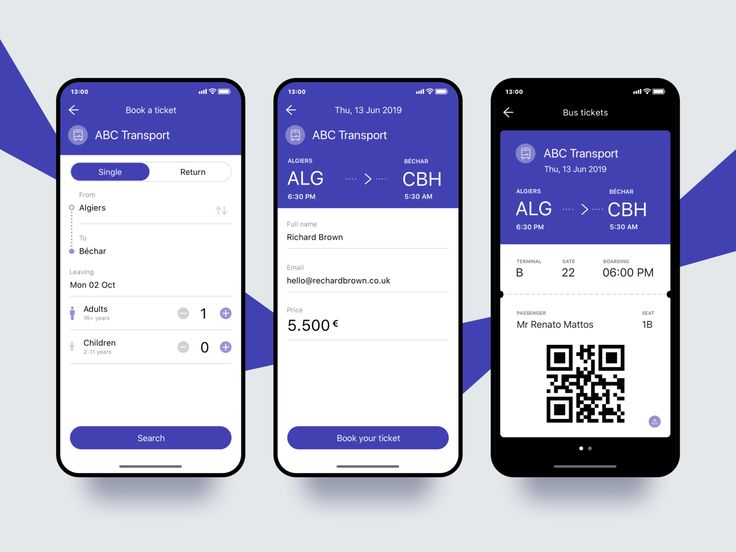 13:00
Book a ticket
ABC Transport
Single Return
From
Algiers
To
Béchar
Leaving
Mon 02 Oct
Adults
16+ years
1
Children
2-11 years
0
Search
13:00
Thu, 13 Jun 2019
ABC Transport
ALGIERS BÉCHAR
ALG CBH
6:30 PM 5:30 AM
Full name
Richard Brown
Email
hello@rechardbrown.co.uk
Price
5.500 €
Book your ticket
13:00
Bus tickets
ABC Transport
Thu, 13 Jun 2019
ALGIERS BÉCHAR
ALG CBH
6:30 PM 5:30 AM
TERMINAL GATE BOARDING
B 22 06:00 PM
PASSENGER SEAT
Mr Renato Mattos 1B